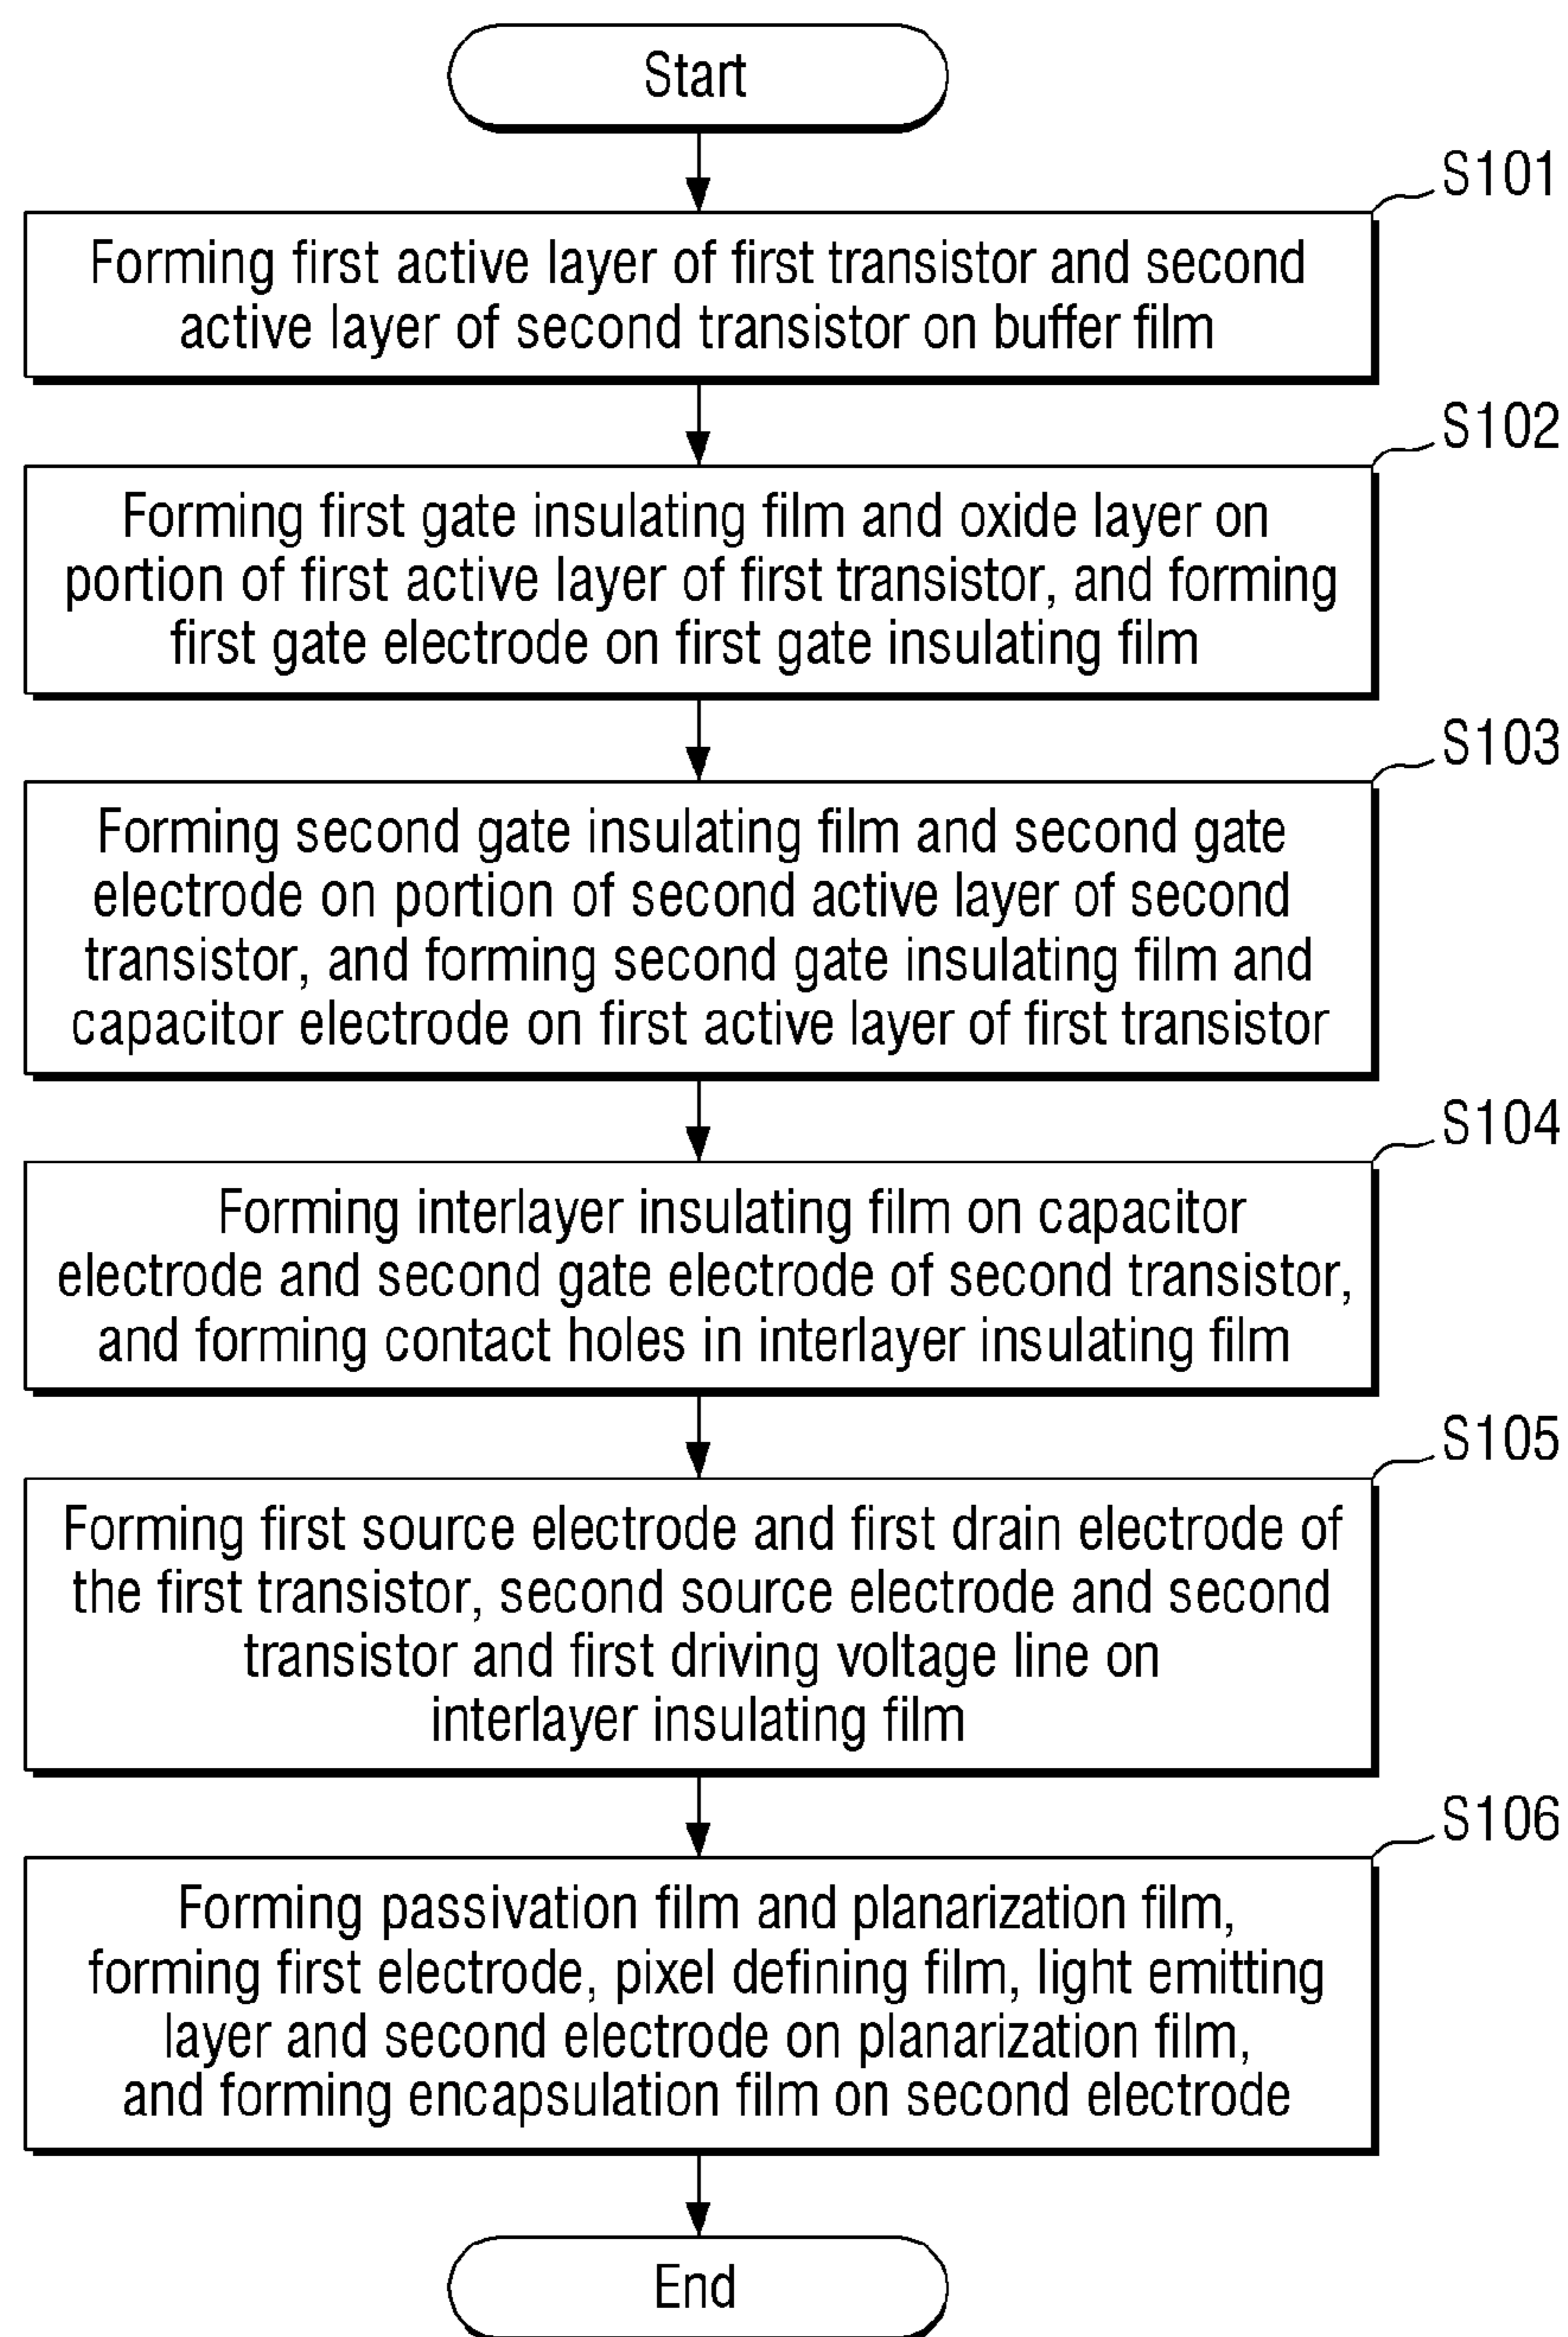 Start
S101
Forming first active layer of first transistor and second
active layer of second transistor on buffer film
S102
Forming first gate insulating film and oxide layer on
portion of first active layer of first transistor, and forming
first gate electrode on first gate insulating film
S103
Forming second gate insulating film and second gate
electrode on portion of second active layer of second
transistor, and forming second gate insulating film and
capacitor electrode on first active layer of first transistor
S104
Forming interlayer insulating film on capacitor
electrode and second gate electrode of second transistor,
and forming contact holes in interlayer insulating film
S105
Forming first source electrode and first drain electrode of
the first transistor, second source electrode and second
transistor and first driving voltage line on
interlayer insulating film
S106
Forming passivation film and planarization film,
forming first electrode, pixel defining film, light emitting
layer and second electrode on planarization film,
and forming encapsulation film on second electrode
End